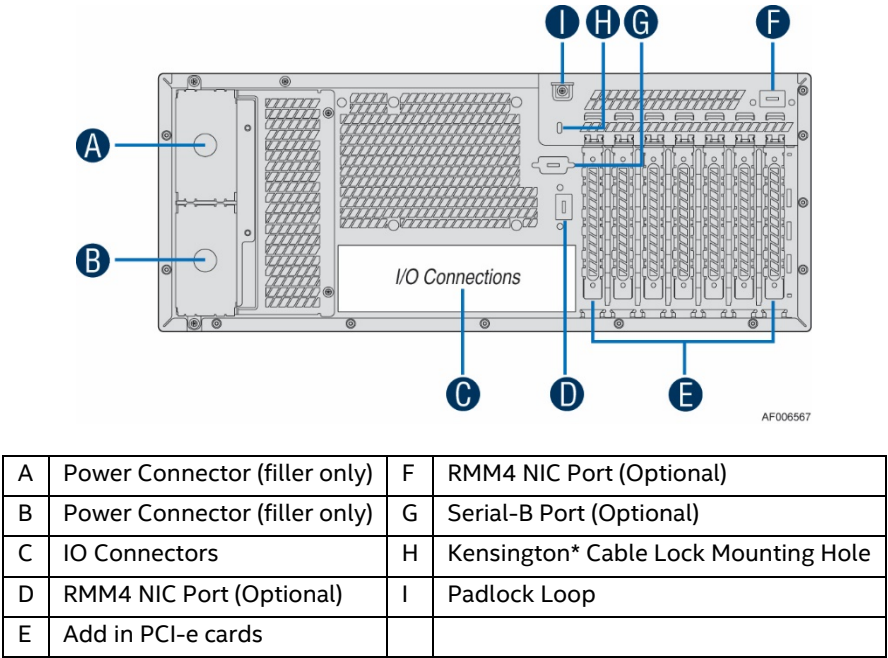 I H G F
A
B
I/O Connections
C D E
AF006567
A Power Connector (filler only) F RMM4 NIC Port (Optional)
B Power Connector (filler only) G Serial-B Port (Optional)
C IO Connectors H Kensington* Cable Lock Mounting Hole
D RMM4 NIC Port (Optional) I Padlock Loop
E Add in PCI-e cards